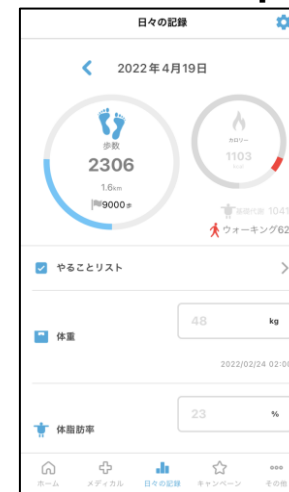 日々の記録
2022年4月19日
歩数
2306
1.6km
9000歩
カロリー
1103
kcal
基礎代謝 1041
ウォーキング62
やることリスト
48 kg
体重
2022/02/24 02:00
23 %
体脂肪率
ホーム メディカル 日々の記録 キャンペーン その他